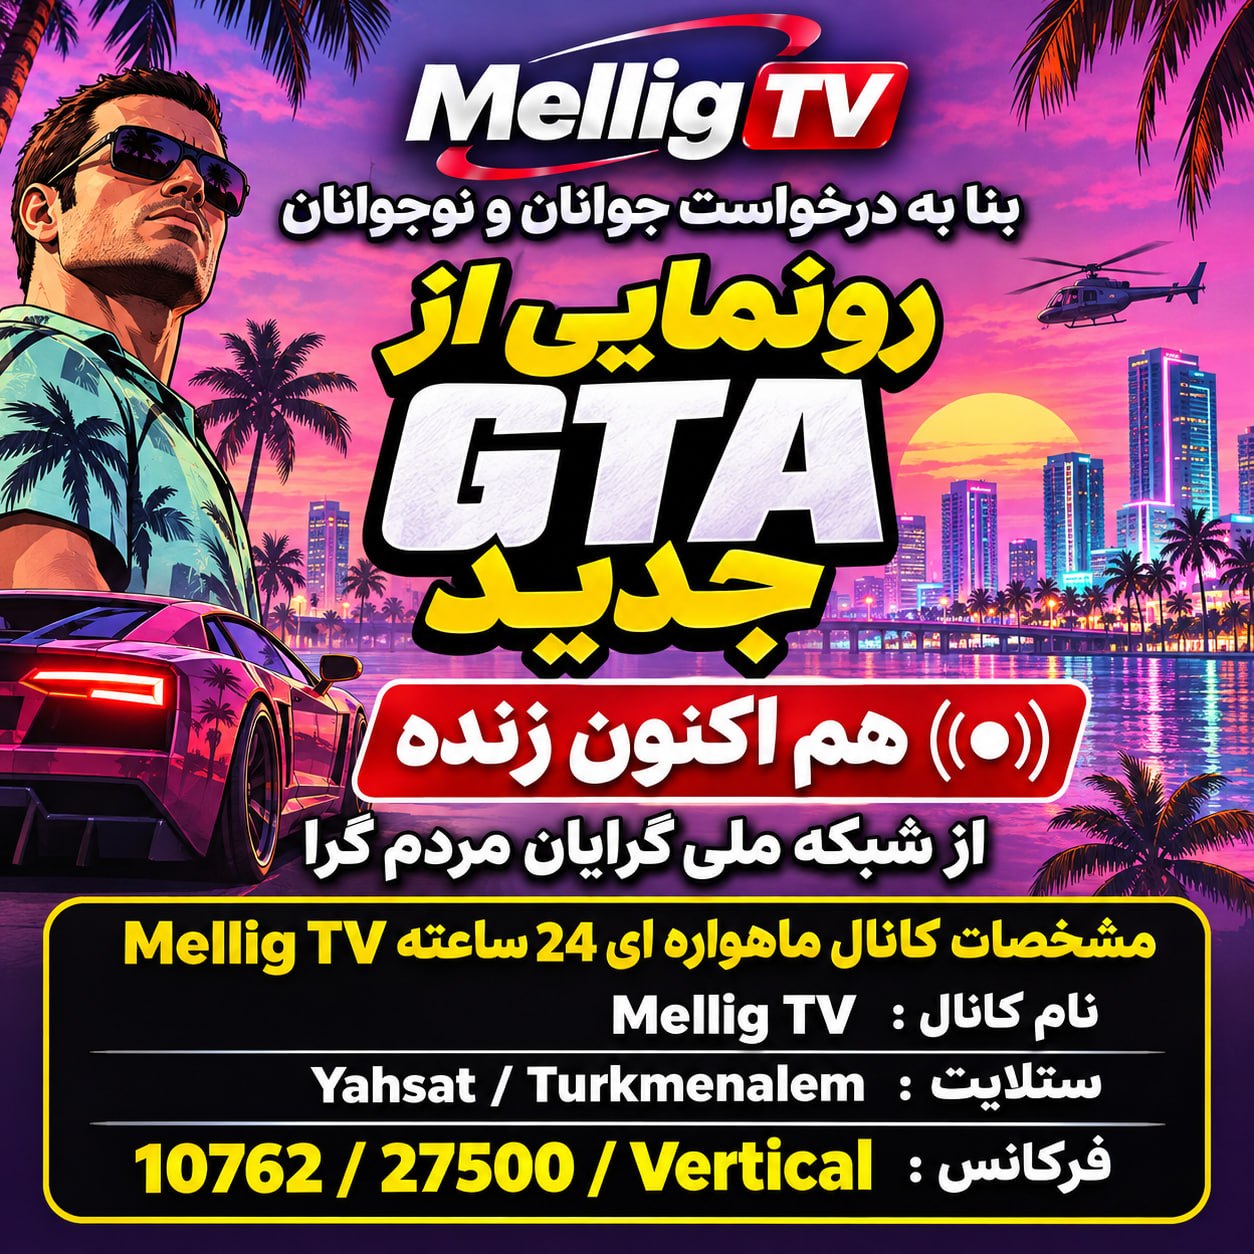 Mellig TV
بنا به درخواست جوانان و نوجوانان
رونمایی از
GTA
جدید
هم اکنون زنده
از شبکه ملی گرایان مردم گرا
مشخصات کانال ماهواره ای 24 ساعته Mellig TV
نام کانال : Mellig TV
ستلایت : Yahsat / Turkmenalem
فرکانس : 10762 / 27500 / Vertical